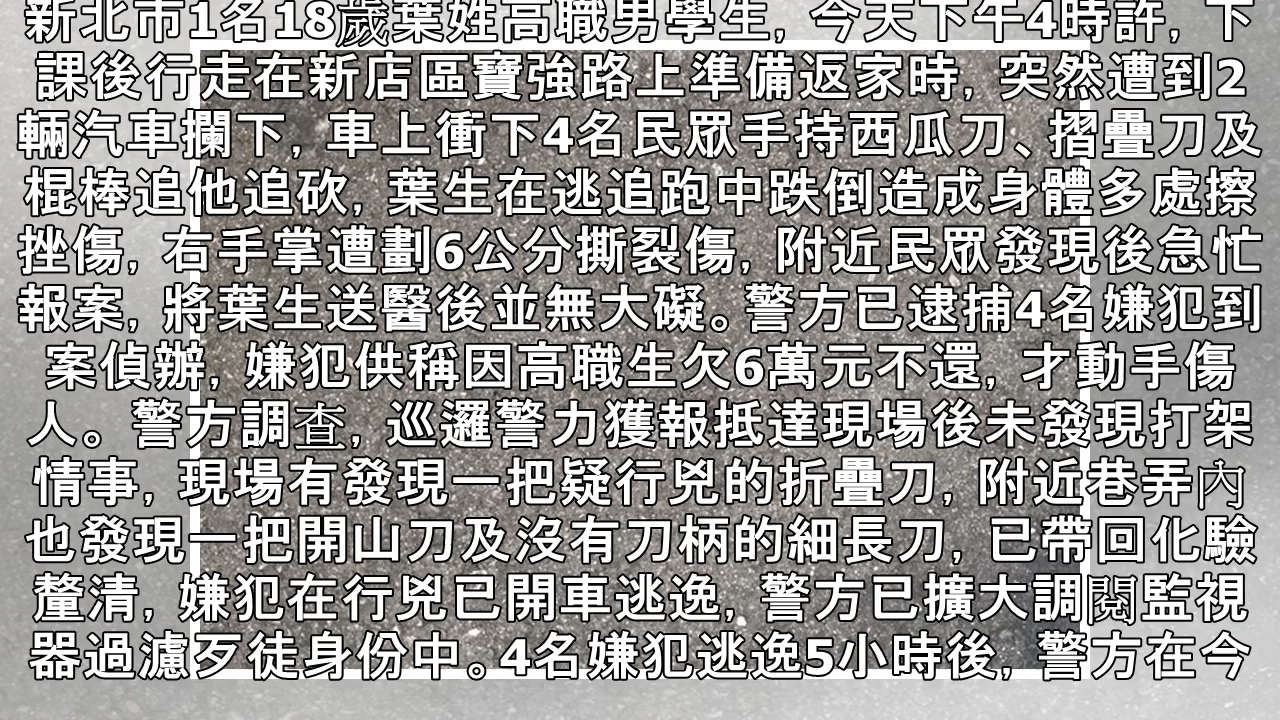 新北市1名18歲葉姓高職男學生, 今天下午4時許, 下
課後行走在新店區寶強路上準備返家時, 突然遭到2
輛汽車攔下, 車上衝下4名民眾手持西瓜刀、摺疊刀及
棍棒追他追砍, 葉生在逃追跑中跌倒造成身體多處擦
挫傷, 右手掌遭劃6公分撕裂傷, 附近民眾發現後急忙
報案, 將葉生送醫後並無大礙。警方已逮捕4名嫌犯到
案偵辦, 嫌犯供稱因高職生欠6萬元不還, 才動手傷
人。警方調查, 巡邏警力獲報抵達現場後未發現打架
情事, 現場有發現一把疑行兇的折疊刀, 附近巷弄內
也發現一把開山刀及沒有刀柄的細長刀, 已帶回化驗
釐清, 嫌犯在行兇已開車逃逸, 警方已擴大調閱監視
器過濾歹徒身份中。4名嫌犯逃逸5小時後, 警方在今